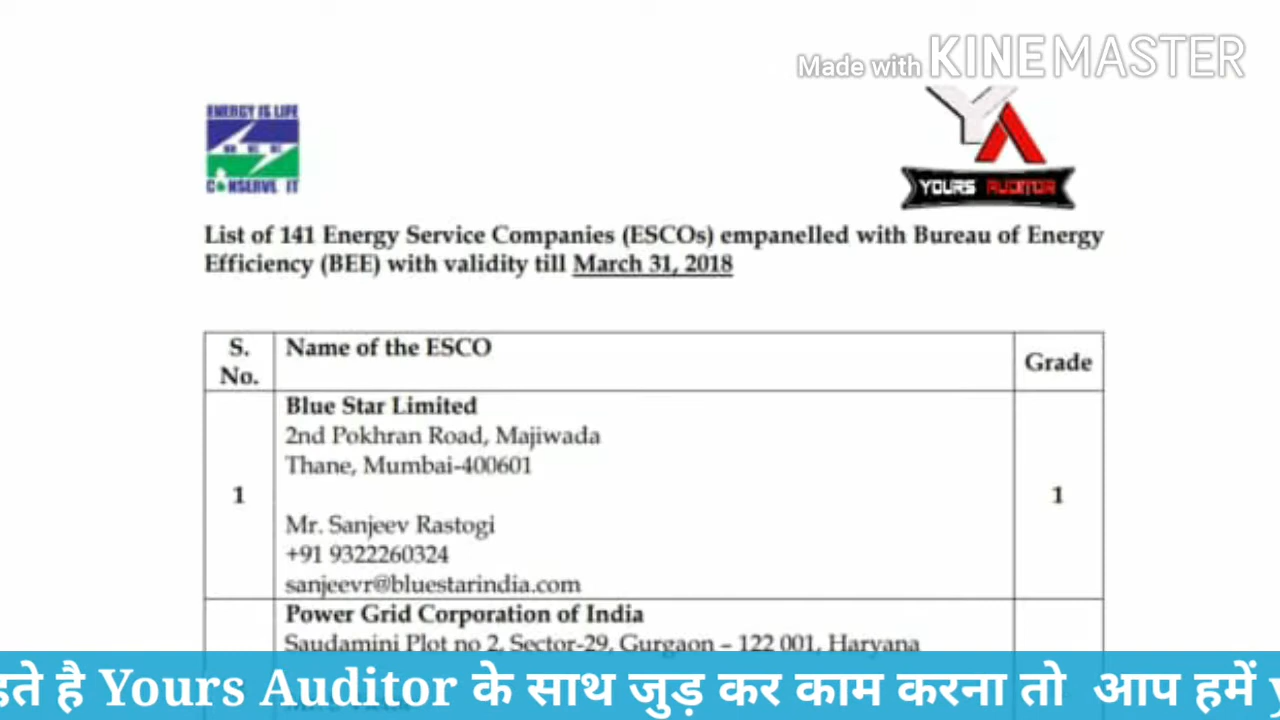 Made with KINEMASTER
ENERGY IS LIFE
CONSERVE IT
YOURS AUDITOR
List of 141 Energy Service Companies (ESCOs) empanelled with Bureau of Energy
Efficiency (BEE) with validity till March 31, 2018
S. No.
Name of the ESCO
Grade
1
Blue Star Limited
2nd Pokhran Road, Majiwada
Thane, Mumbai-400601
Mr. Sanjeev Rastogi
+91 9322260324
sanjeevr@bluestarindia.com
1
Power Grid Corporation of India
Saudamini Plot no 2, Sector-29, Gurgaon – 122 001, Haryana
है Yours Auditor के साथ जुड़ कर काम करना तो आप हमें